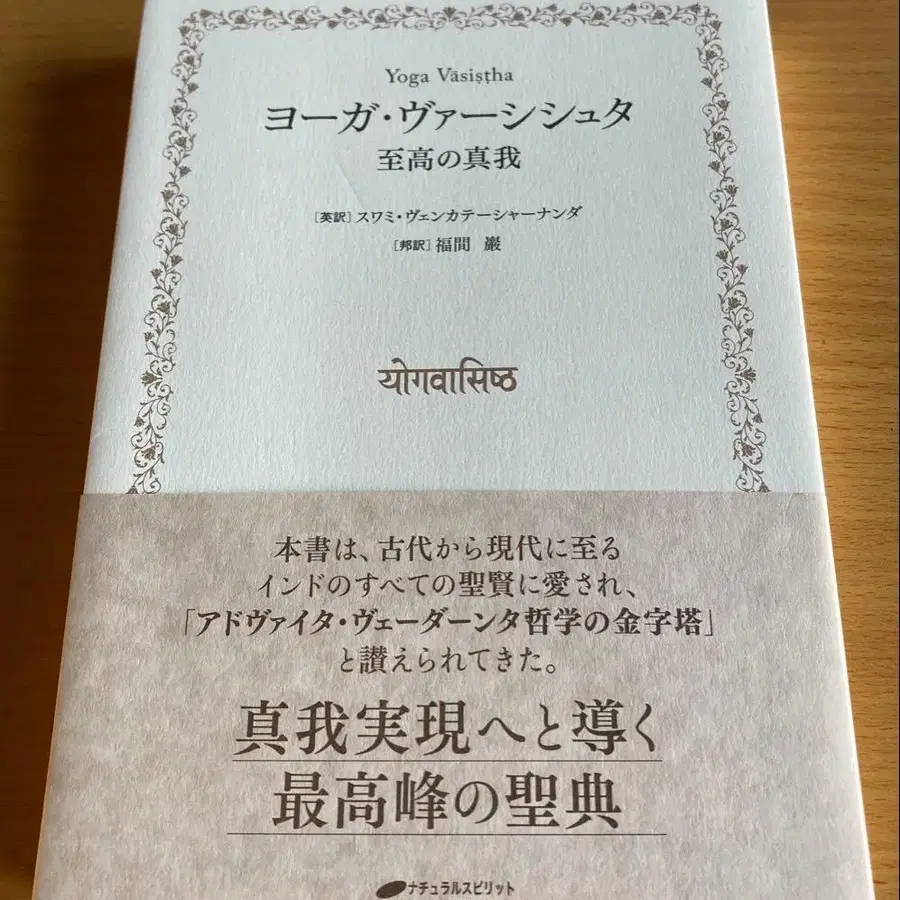 Yoga Vāsiṣṭha
ヨーガ・ヴァーシシュタ
至高の真我
［英訳］スワミ・ヴェンカテーシャーナンダ
［邦訳］福間 巖
योगवासिष्ठ
本書は、古代から現代に至る
インドのすべての聖賢に愛され、
「アドヴァイタ・ヴェーダーンタ哲学の金字塔」
と讃えられてきた。
真我実現へと導く
最高峰の聖典
ナチュラルスピリット